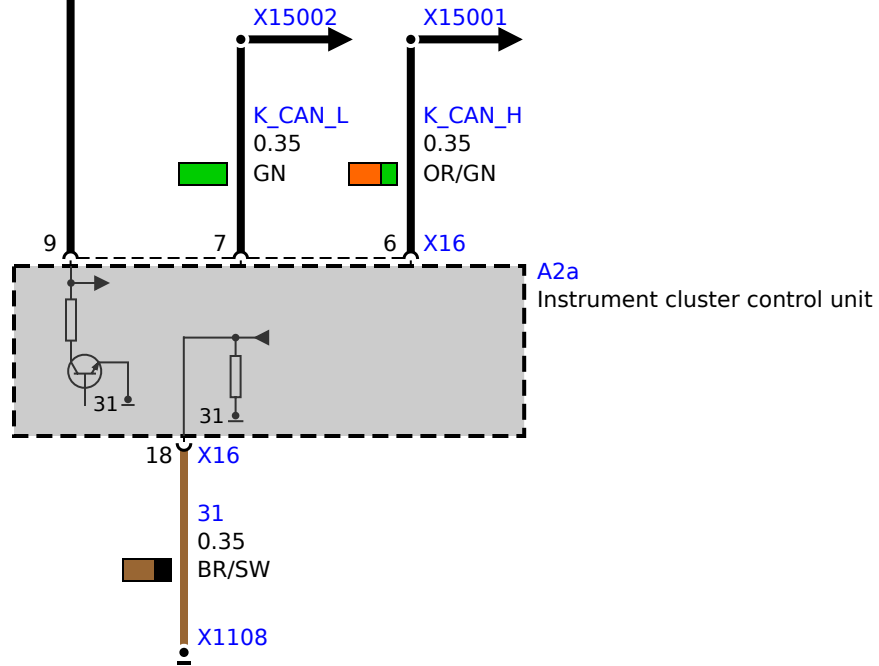 X15002
X15001
K_CAN_L
0.35
GN
K_CAN_H
0.35
OR/GN
9
7
6
X16
A2a
Instrument cluster control unit
31
31
18
X16
31
0.35
BR/SW
X1108